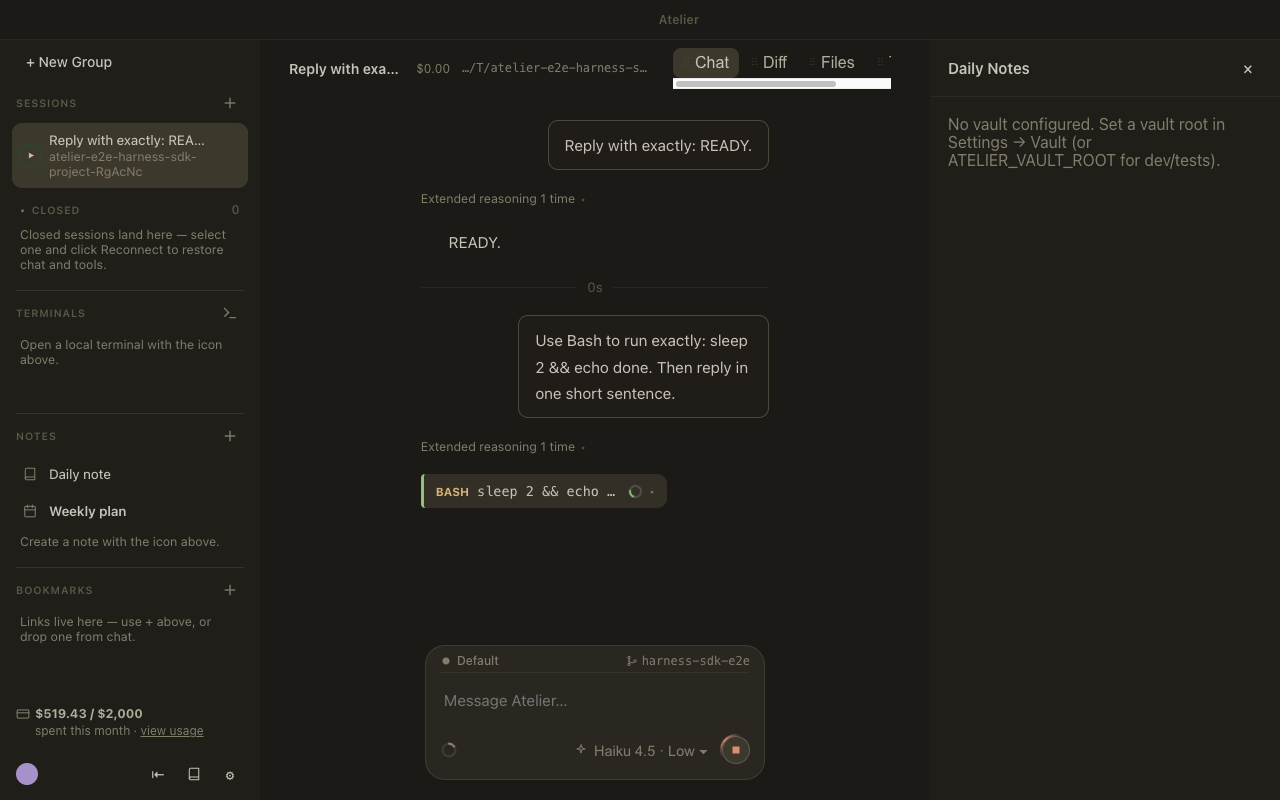 Atelier
+ New Group
SESSIONS
Reply with exactly: REA...
atelier-e2e-harness-sdk-
project-RgAcNc
CLOSED
0
Closed sessions land here — select
one and click Reconnect to restore
chat and tools.
TERMINALS
Open a local terminal with the icon
above.
NOTES
Daily note
Weekly plan
Create a note with the icon above.
BOOKMARKS
Links live here — use + above, or
drop one from chat.
$519.43 / $2,000
spent this month · view usage
Reply with exa...
$0.00
…/T/atelier-e2e-harness-s…
Chat
Diff
Files
Reply with exactly: READY.
Extended reasoning 1 time
READY.
0s
Use Bash to run exactly: sleep
2 && echo done. Then reply in
one short sentence.
Extended reasoning 1 time
BASH sleep 2 && echo …
Default
harness-sdk-e2e
Message Atelier...
Haiku 4.5 · Low
Daily Notes
No vault configured. Set a vault root in
Settings → Vault (or
ATELIER_VAULT_ROOT for dev/tests).